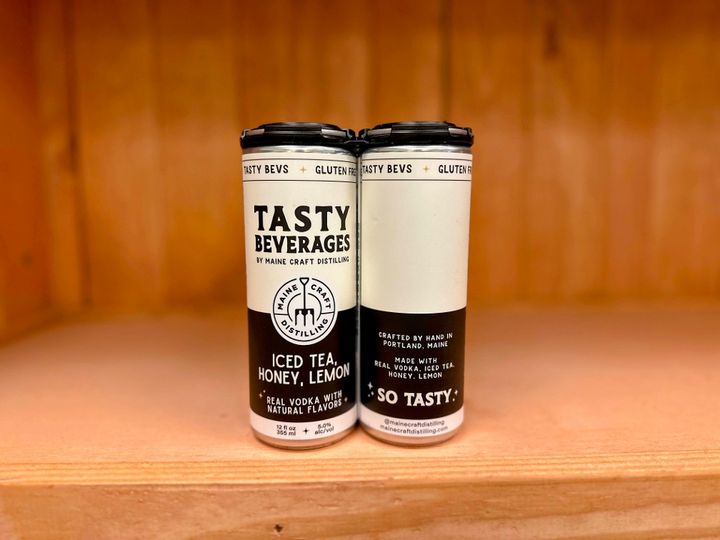 TASTY BEVS ✦ GLUTEN FRE
TASTY
BEVERAGES
BY MAINE CRAFT DISTILLING
MAINE CRAFT
DISTILLING
ICED TEA,
HONEY, LEMON
REAL VODKA WITH
NATURAL FLAVORS
12 fl oz
355 ml
5.0%
alc/vol
TASTY BEVS ✦ GLUTEN FR
CRAFTED BY HAND IN
PORTLAND, MAINE
MADE WITH
REAL VODKA, ICED TEA,
HONEY, LEMON
SO TASTY
@mainecraftdistilling
mainecraftdistilling.com